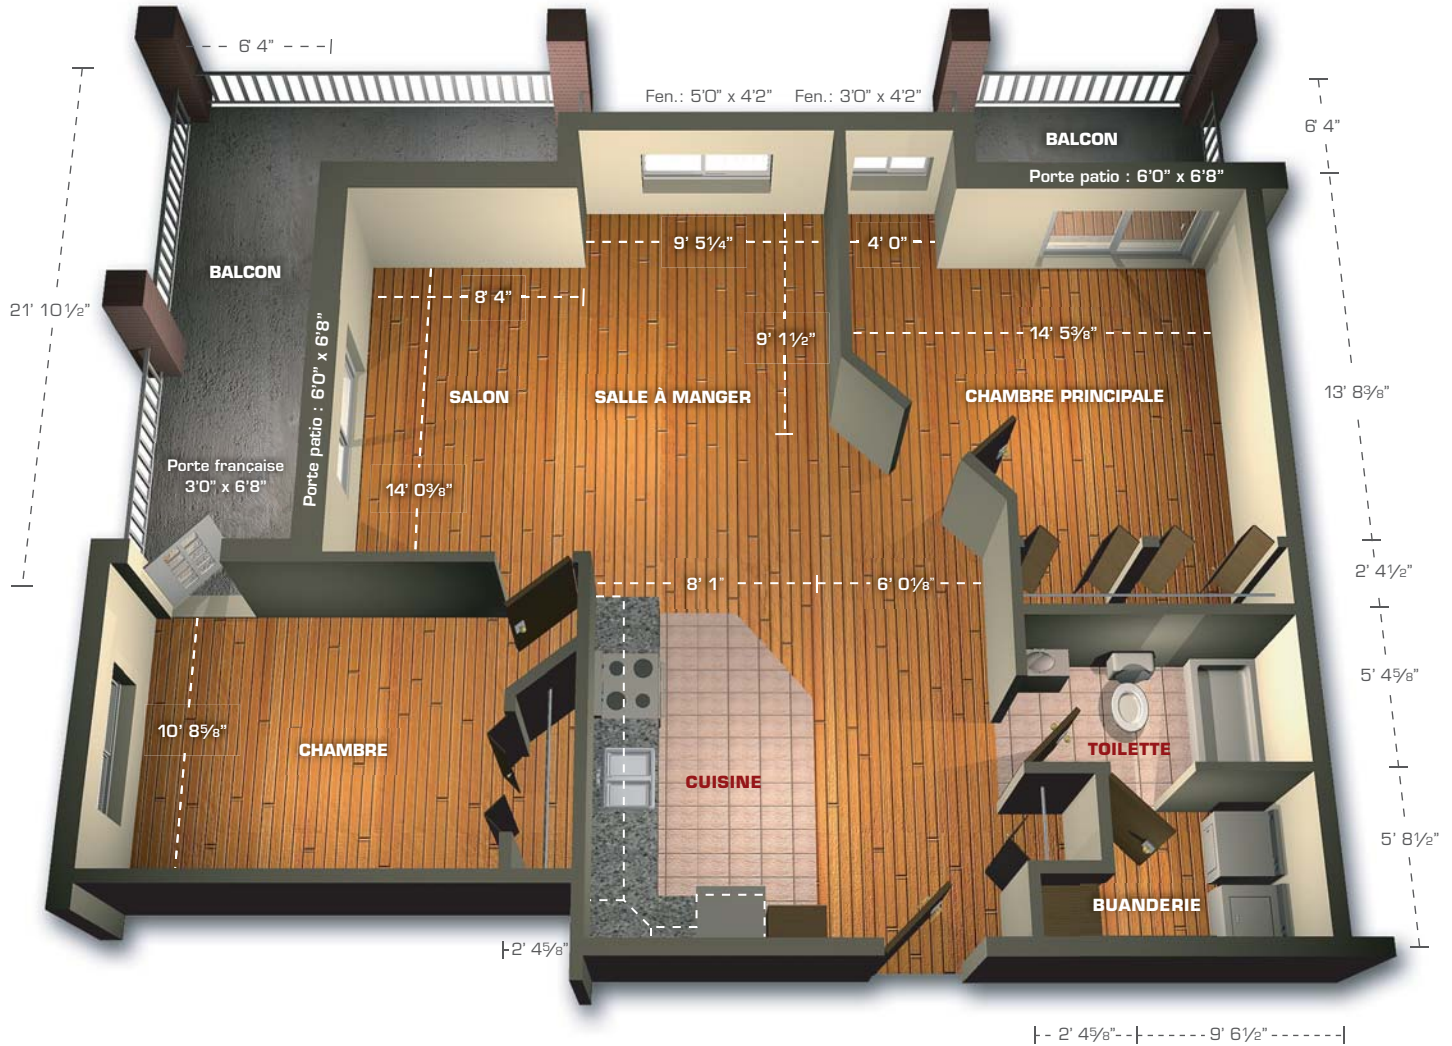 6' 4"
Fen.: 5'0" x 4'2"
Fen.: 3'0" x 4'2"
6' 4"
BALCON
Porte patio : 6'0" x 6'8"
9' 5¼"
4' 0"
BALCON
8' 4"
21' 10½"
9' 1½"
14' 5⅜"
Porte patio : 6'0" x 6'8"
SALON
SALLE À MANGER
CHAMBRE PRINCIPALE
13' 8⅜"
Porte française
3'0" x 6'8"
14' 0⅜"
8' 1"
6' 0⅛"
2' 4½"
5' 4⅝"
10' 8⅝"
CHAMBRE
TOILETTE
CUISINE
5' 8½"
BUANDERIE
2' 4⅝"
2' 4⅝"
9' 6½"